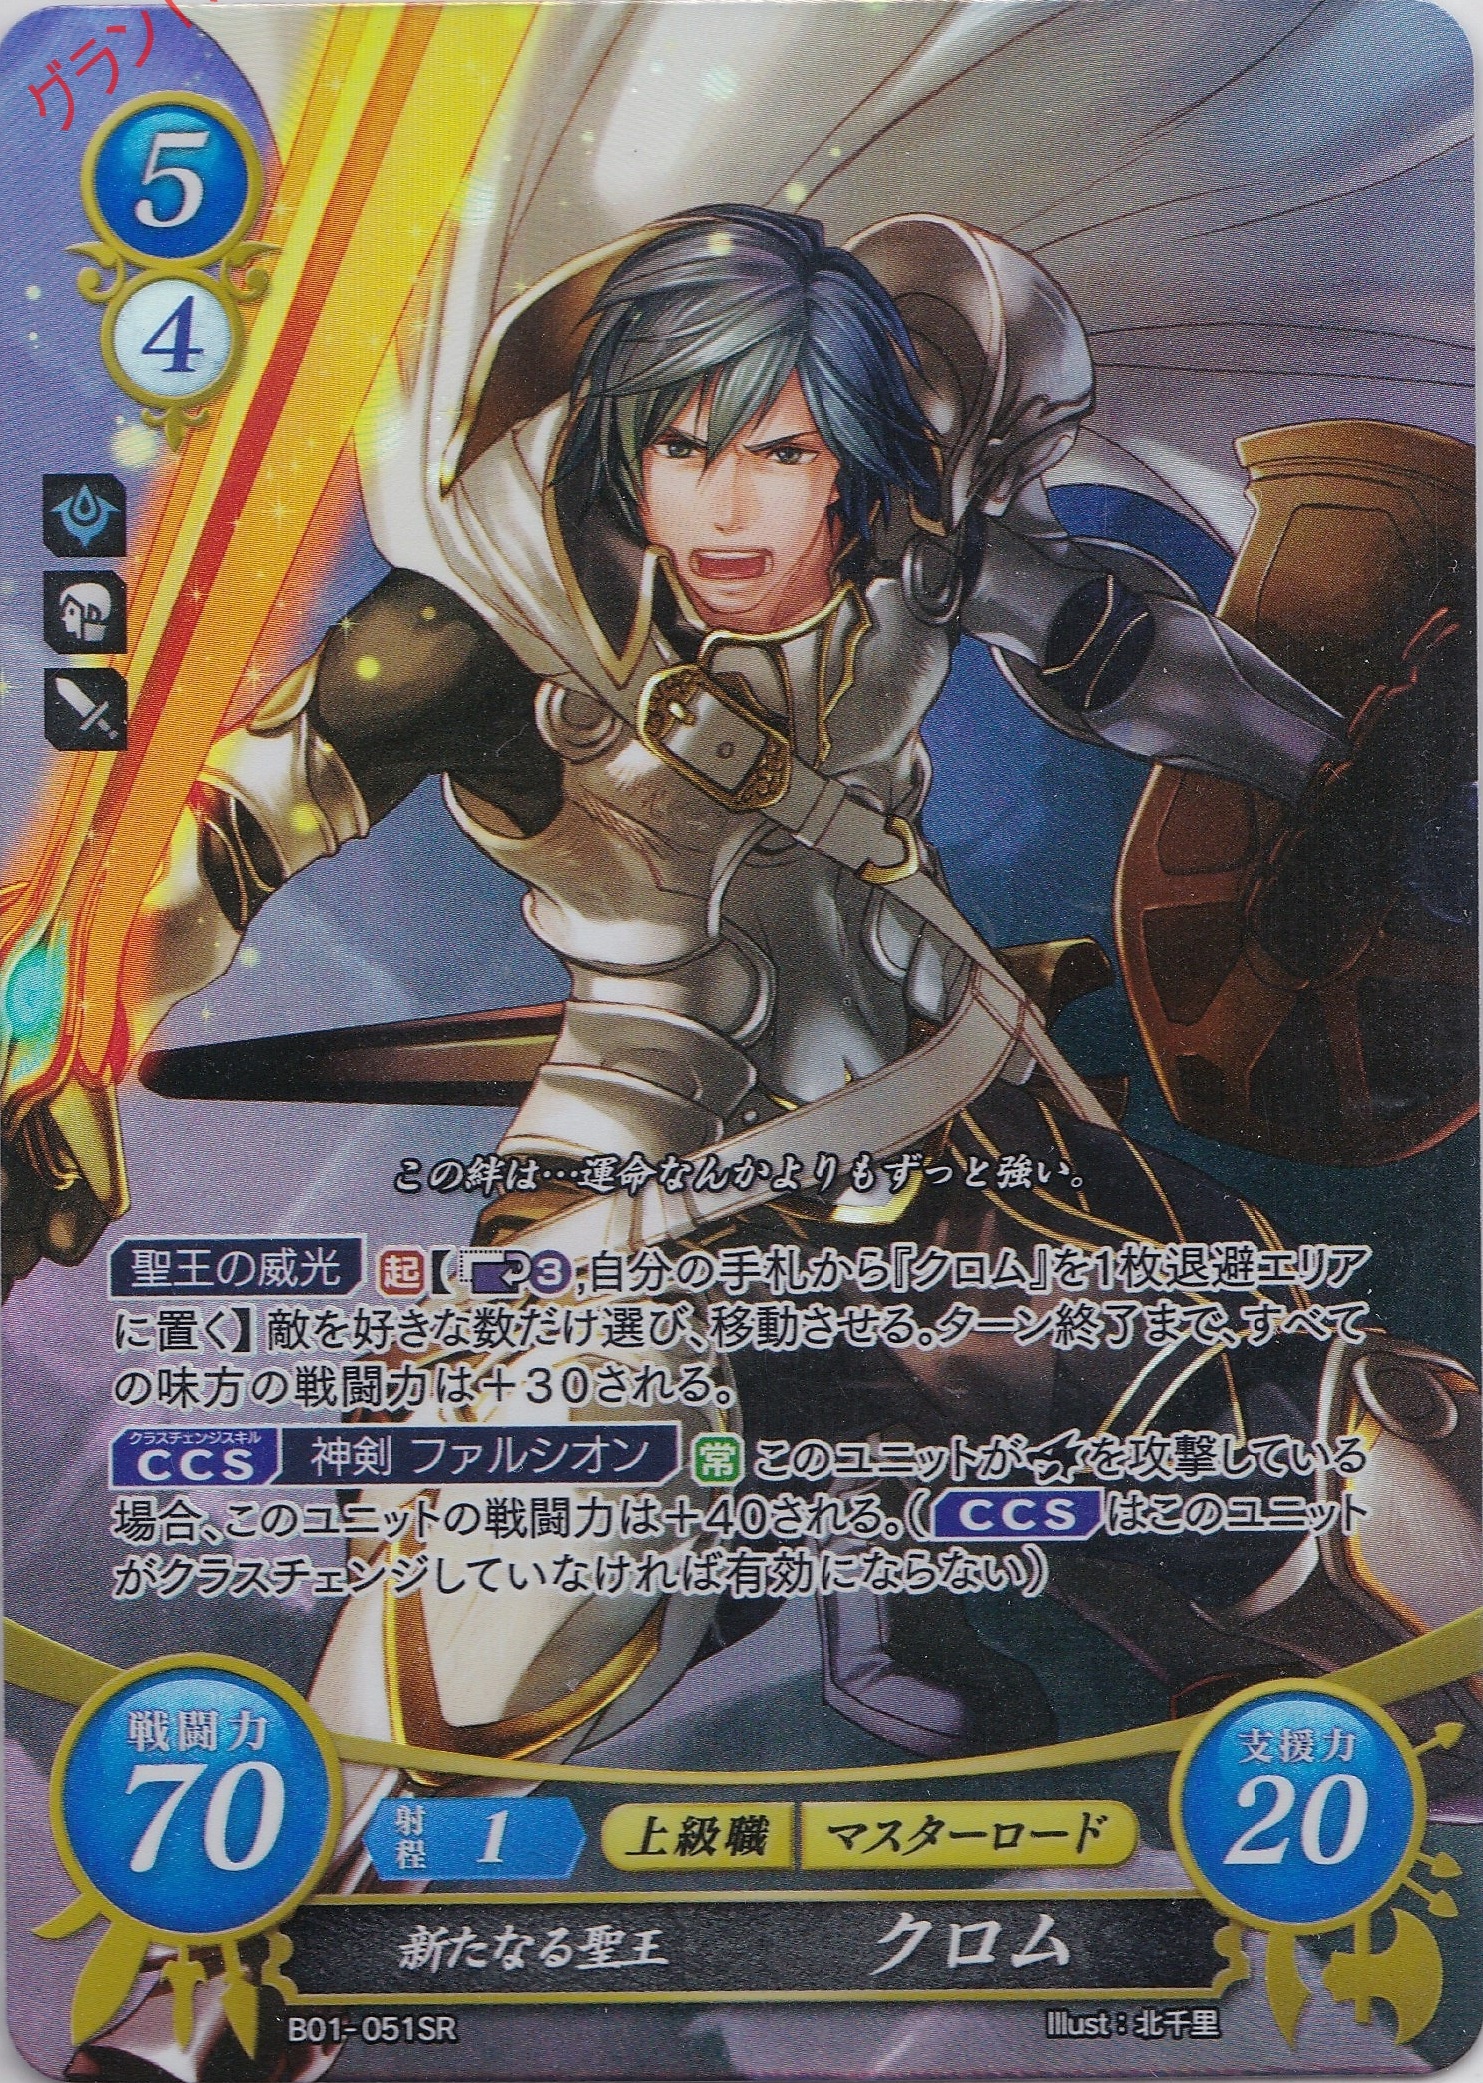 グラン
5
4
この絆は…運命なんかよりもずっと強い。
聖王の威光 起【 3,自分の手札から『クロム』を1枚退避エリア
に置く】敵を好きな数だけ選び、移動させる。ターン終了まで、すべて
の味方の戦闘力は＋30される。
クラスチェンジスキル
CCS 神剣 ファルシオン 常 このユニットが を攻撃している
場合、このユニットの戦闘力は＋40される。（CCSはこのユニット
がクラスチェンジしていなければ有効にならない）
戦闘力
70
射程 1
上級職 マスターロード
支援力
20
新たなる聖王 クロム
B01-051SR
Illust：北千里